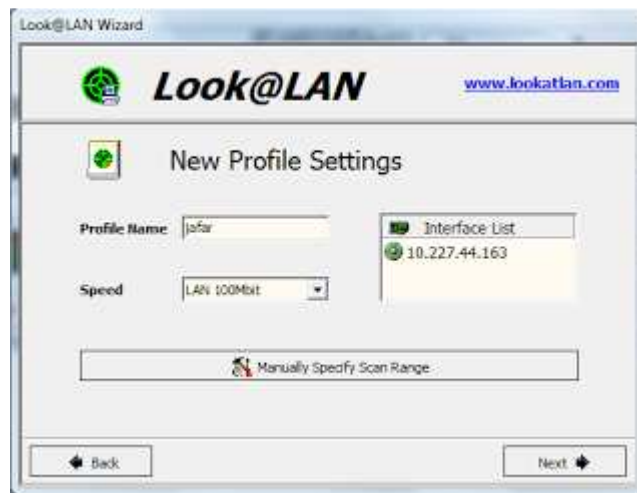 Look@LAN Wizard
Look@LAN
www.lookatlan.com
New Profile Settings
Profile Name jafar
Interface List
10.227.44.163
Speed LAN 100Mbit
Manually Specify Scan Range
Back
Next